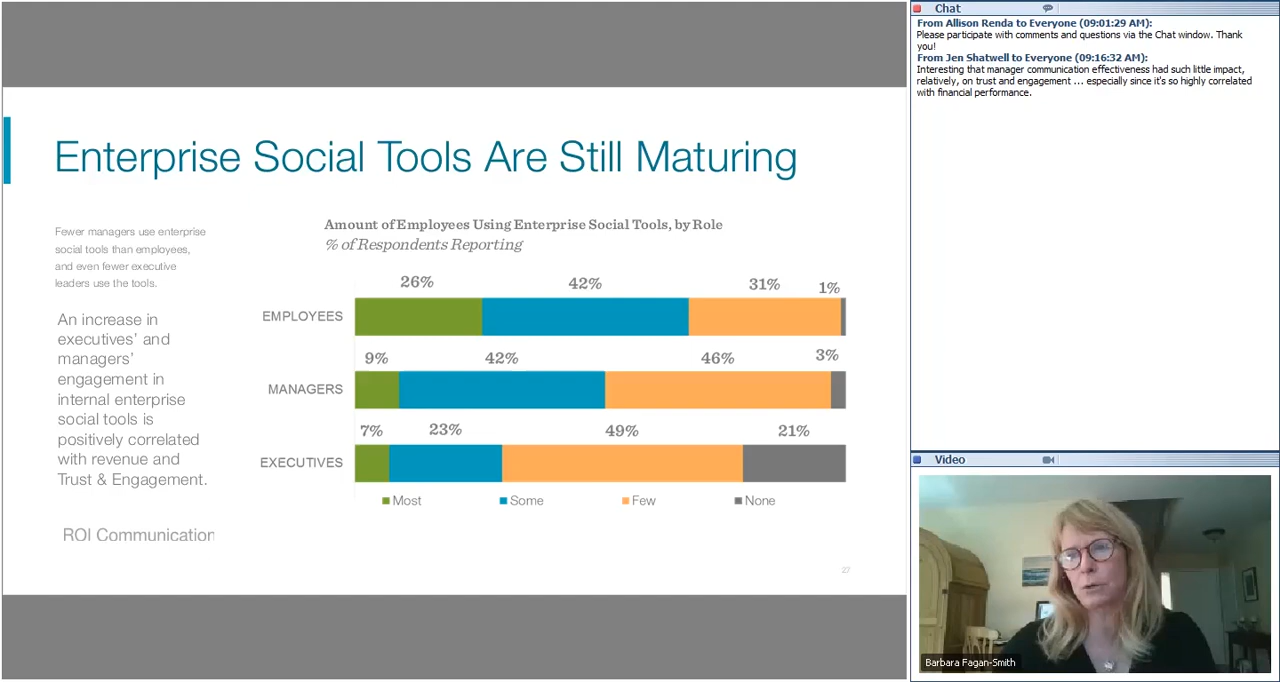 Enterprise Social Tools Are Still Maturing
Fewer managers use enterprise
social tools than employees,
and even fewer executive
leaders use the tools.
An increase in
executives' and
managers'
engagement in
internal enterprise
social tools is
positively correlated
with revenue and
Trust & Engagement.
ROI Communication
Amount of Employees Using Enterprise Social Tools, by Role
% of Respondents Reporting
26% 42% 31% 1%
EMPLOYEES
9% 42% 46% 3%
MANAGERS
7% 23% 49% 21%
EXECUTIVES
Most Some Few None
27
Chat
From Allison Renda to Everyone (09:01:29 AM):
Please participate with comments and questions via the Chat window. Thank
you!
From Jen Shatwell to Everyone (09:16:32 AM):
Interesting that manager communication effectiveness had such little impact,
relatively, on trust and engagement ... especially since it's so highly correlated
with financial performance.
Video
Barbara Fagan-Smith